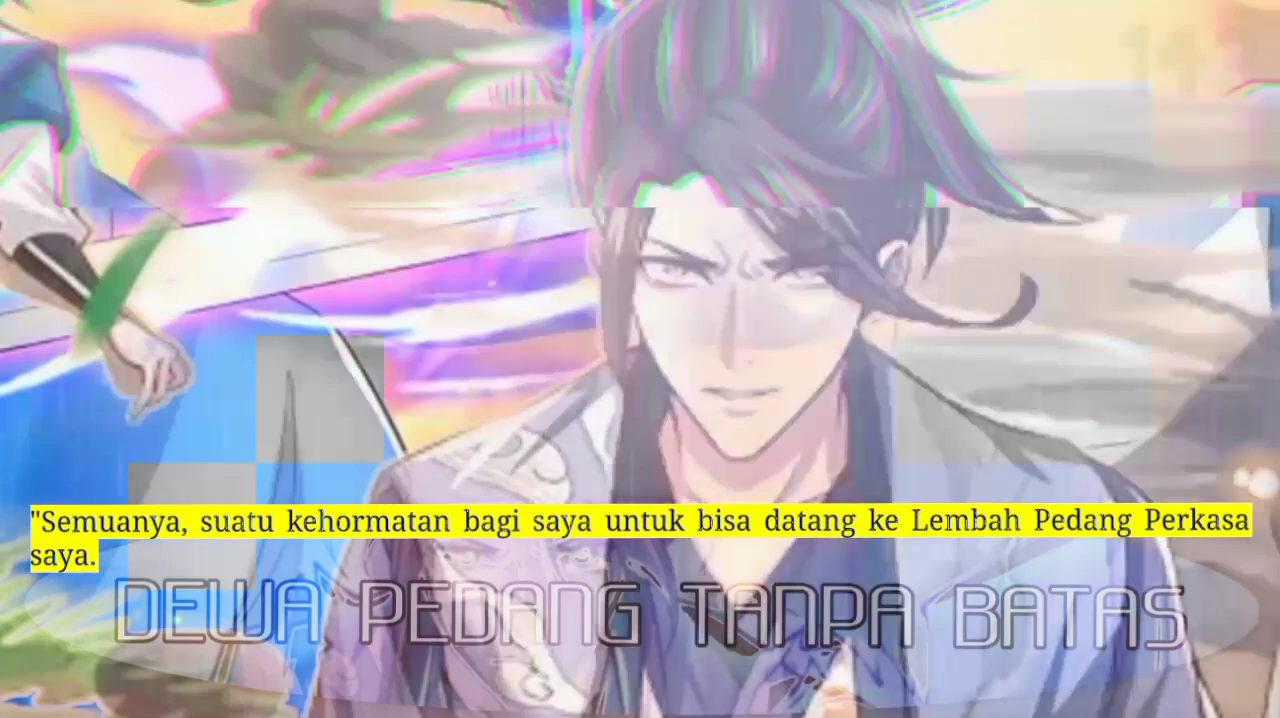 "Semuanya, suatu kehormatan bagi saya untuk bisa datang ke Lembah Pedang Perkasa
saya.
DEWA PEDANG TANPA BATAS